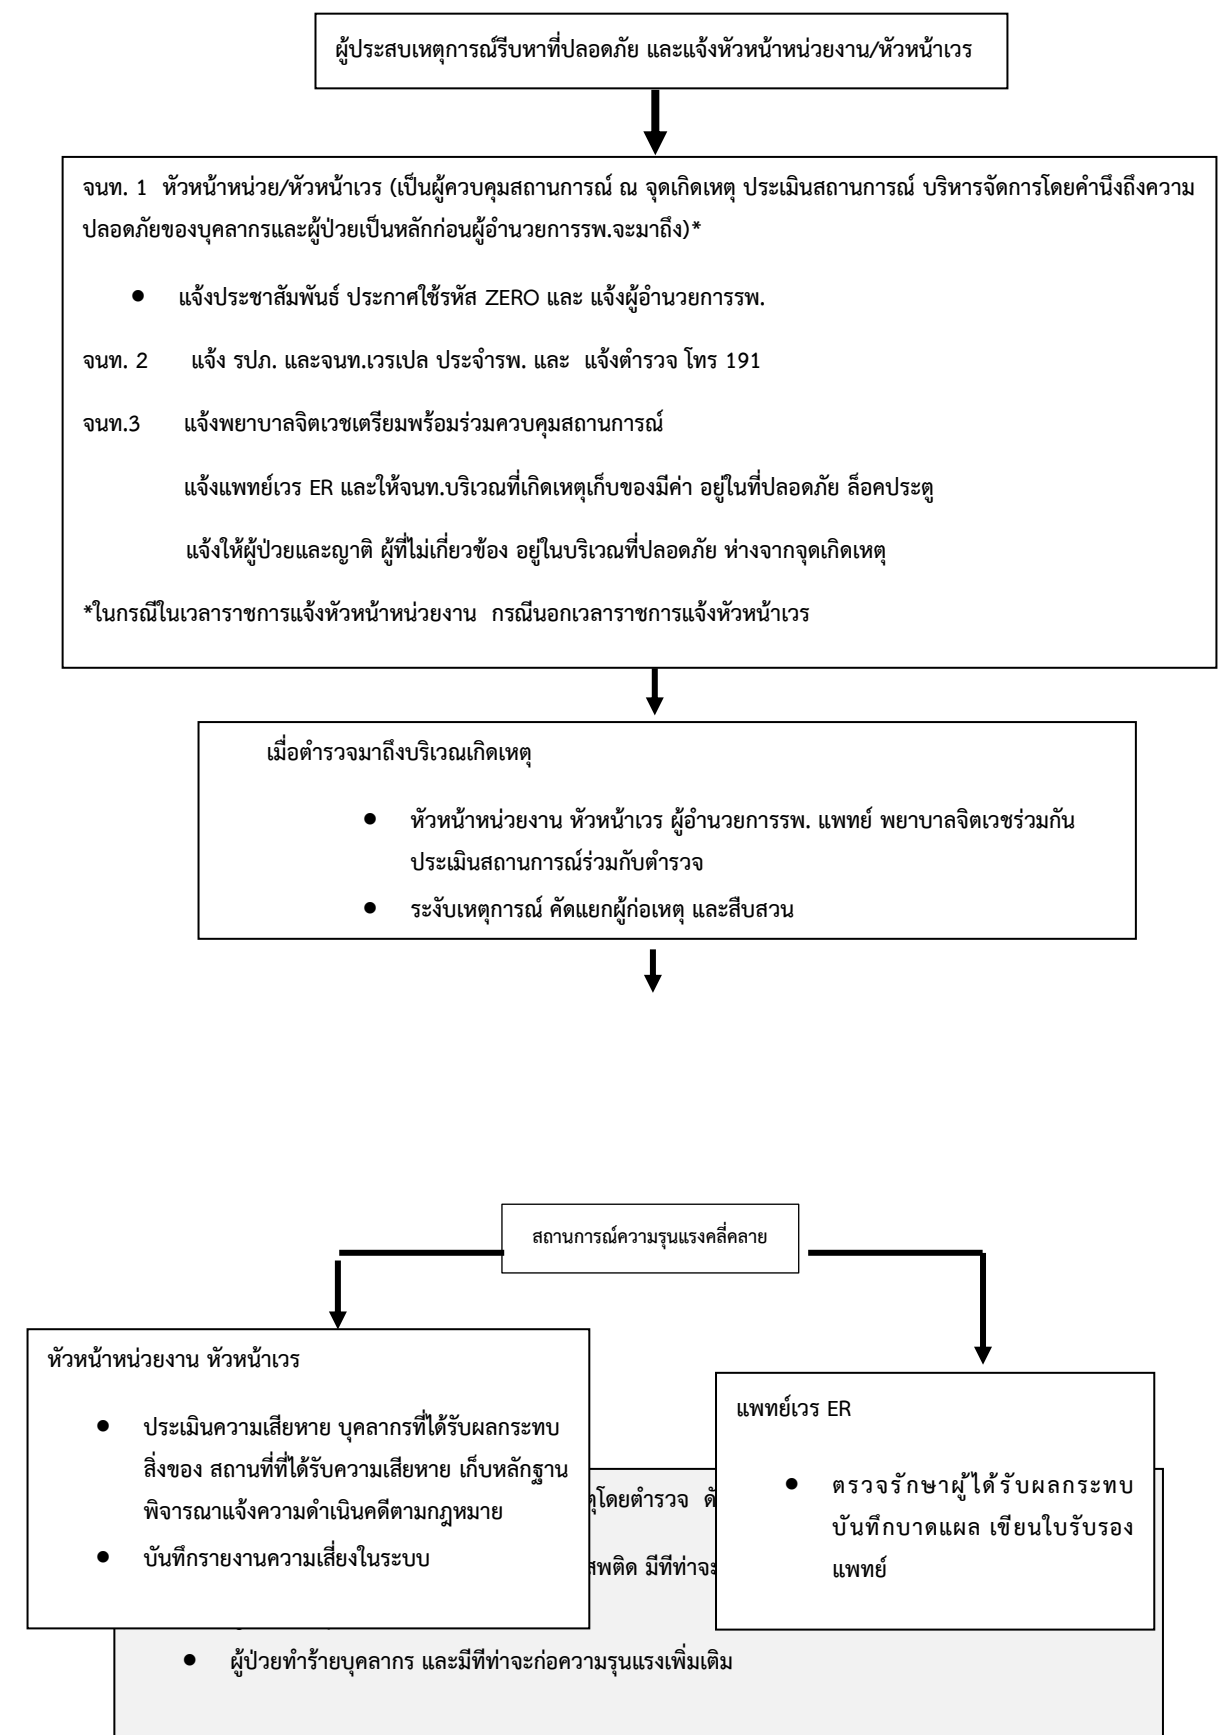 ผู้ประสบเหตุการณ์รีบหาที่ปลอดภัย และแจ้งหัวหน้าหน่วยงาน/หัวหน้าเวร
จนท. 1 หัวหน้าหน่วย/หัวหน้าเวร (เป็นผู้ควบคุมสถานการณ์ ณ จุดเกิดเหตุ ประเมินสถานการณ์ บริหารจัดการโดยคำนึงถึงความ
ปลอดภัยของบุคลากรและผู้ป่วยเป็นหลักก่อนผู้อำนวยการรพ.จะมาถึง)*
● แจ้งประชาสัมพันธ์ ประกาศใช้รหัส ZERO และ แจ้งผู้อำนวยการรพ.
จนท. 2 แจ้ง รปภ. และจนท.เวรเปล ประจำรพ. และ แจ้งตำรวจ โทร 191
จนท.3 แจ้งพยาบาลจิตเวชเตรียมพร้อมร่วมควบคุมสถานการณ์
แจ้งแพทย์เวร ER และให้จนท.บริเวณที่เกิดเหตุเก็บของมีค่า อยู่ในที่ปลอดภัย ล็อคประตู
แจ้งให้ผู้ป่วยและญาติ ผู้ที่ไม่เกี่ยวข้อง อยู่ในบริเวณที่ปลอดภัย ห่างจากจุดเกิดเหตุ
*ในกรณีในเวลาราชการแจ้งหัวหน้าหน่วยงาน กรณีนอกเวลาราชการแจ้งหัวหน้าเวร
เมื่อตำรวจมาถึงบริเวณเกิดเหตุ
● หัวหน้าหน่วยงาน หัวหน้าเวร ผู้อำนวยการรพ. แพทย์ พยาบาลจิตเวชร่วมกัน
ประเมินสถานการณ์ร่วมกับตำรวจ
● ระงับเหตุการณ์ คัดแยกผู้ก่อเหตุ และสืบสวน
สถานการณ์ความรุนแรงคลี่คลาย
หัวหน้าหน่วยงาน หัวหน้าเวร
● ประเมินความเสียหาย บุคลากรที่ได้รับผลกระทบ
สิ่งของ สถานที่ที่ได้รับความเสียหาย เก็บหลักฐาน
พิจารณาแจ้งความดำเนินคดีตามกฎหมาย
● บันทึกรายงานความเสี่ยงในระบบ
แพทย์เวร ER
● ตรวจรักษาผู้ได้รับผลกระทบ
บันทึกบาดแผล เขียนใบรับรอง
แพทย์
โดยตำรวจ
มีทีท่าจะ
● ผู้ป่วยทำร้ายบุคลากร และมีทีท่าจะก่อความรุนแรงเพิ่มเติม